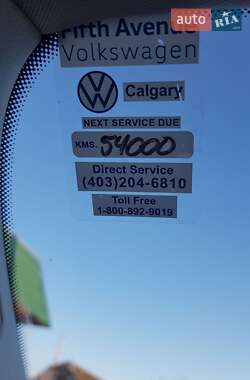 AUTO RIA
Fifth Avenue
Volkswagen
Calgary
NEXT SERVICE DUE
KMS. 54000
Direct Service
(403)204-6810
Toll Free
1-800-892-9019